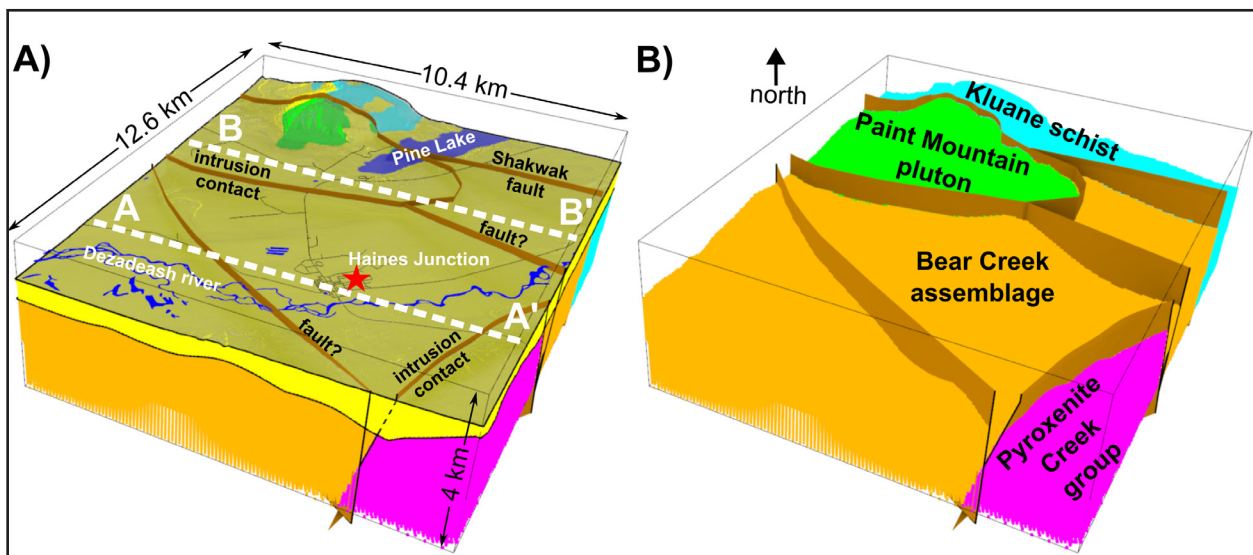 A)
12.6 km
10.4 km
B
intrusion
contact
Pine Lake
Shakwak
fault
B'
A
fault?
Dezadeash river
Haines Junction
A'
fault?
intrusion
contact
4 km
B)
north
Kluane schist
Paint Mountain
pluton
Bear Creek
assemblage
Pyroxenite
Creek
group